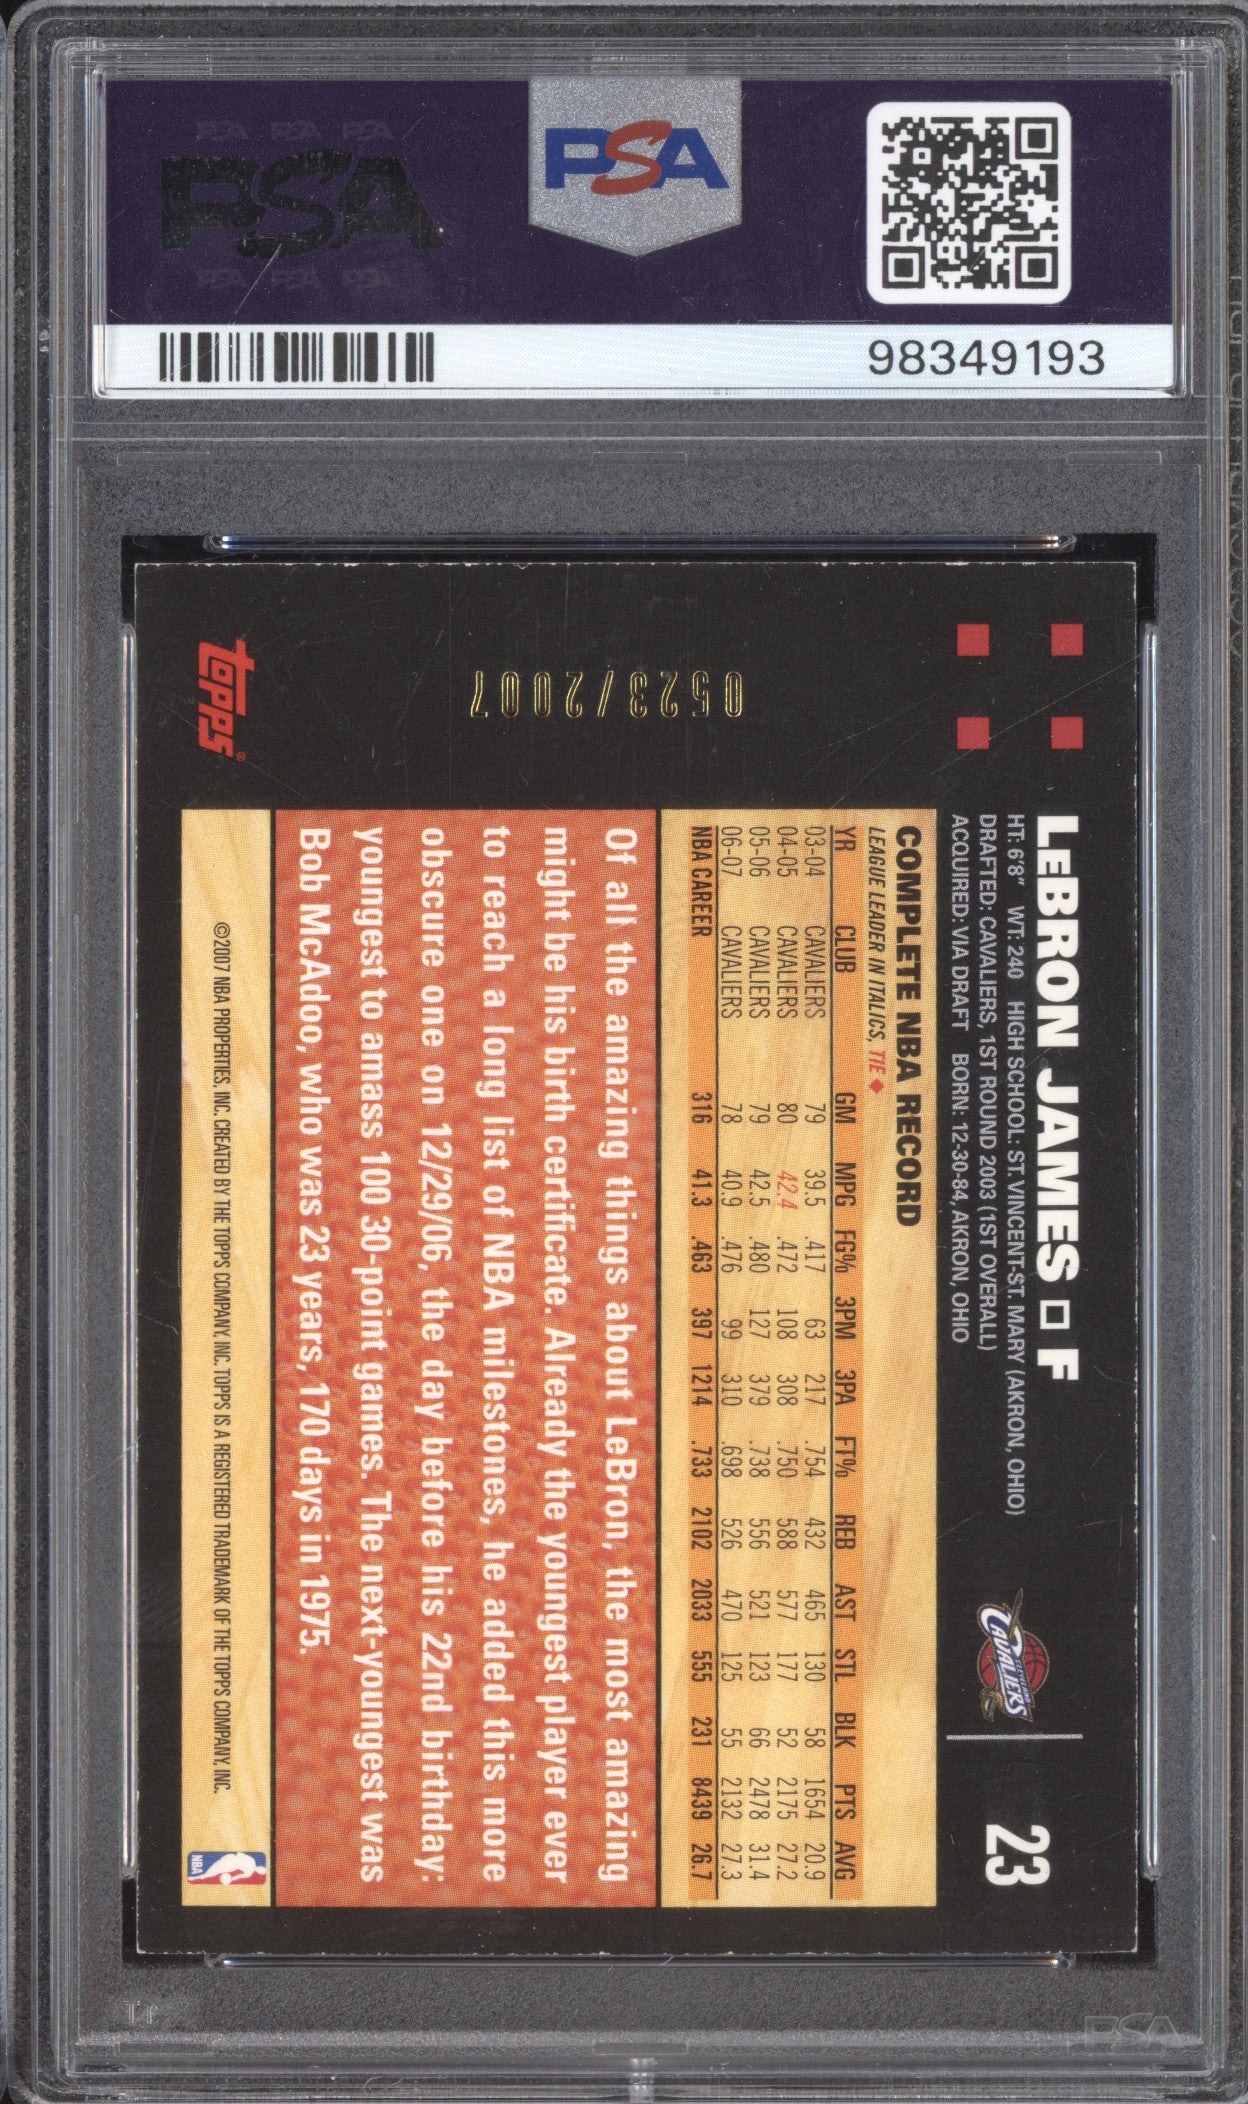 PSA PSA PSA
PSA
PSA PSA PSA
PSA
98349193
0523/2007
Topps®
LeBRON JAMES □ F
HT: 6'8" WT: 240 HIGH SCHOOL: ST. VINCENT-ST. MARY (AKRON, OHIO)
DRAFTED: CAVALIERS, 1ST ROUND 2003 (1ST OVERALL)
ACQUIRED: VIA DRAFT BORN: 12-30-84, AKRON, OHIO
CAVALIERS
23
COMPLETE NBA RECORD
LEAGUE LEADER IN ITALICS, TIE ◆
YR CLUB GM MPG FG% 3PM 3PA FT% REB AST STL BLK PTS AVG
03-04 CAVALIERS 79 39.5 .417 63 217 .754 432 465 130 58 1654 20.9
04-05 CAVALIERS 80 42.4 .472 108 308 .750 588 577 177 52 2175 27.2
05-06 CAVALIERS 79 42.5 .480 127 379 .738 556 521 123 66 2478 31.4
06-07 CAVALIERS 78 40.9 .476 99 310 .698 526 470 125 55 2132 27.3
NBA CAREER 316 41.3 .463 397 1214 .733 2102 2033 555 231 8439 26.7
Of all the amazing things about LeBron, the most amazing
might be his birth certificate. Already the youngest player ever
to reach a long list of NBA milestones, he added this more
obscure one on 12/29/06, the day before his 22nd birthday:
youngest to amass 100 30-point games. The next-youngest was
Bob McAdoo, who was 23 years, 170 days in 1975.
©2007 NBA PROPERTIES, INC. CREATED BY THE TOPPS COMPANY, INC. TOPPS IS A REGISTERED TRADEMARK OF THE TOPPS COMPANY, INC.
NBA
PSA